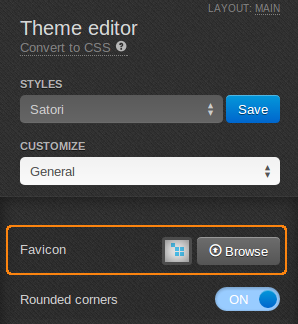 LAYOUT: MAIN
Theme editor
Convert to CSS ?
STYLES
Satori Save
CUSTOMIZE
General
Favicon Browse
Rounded corners ON